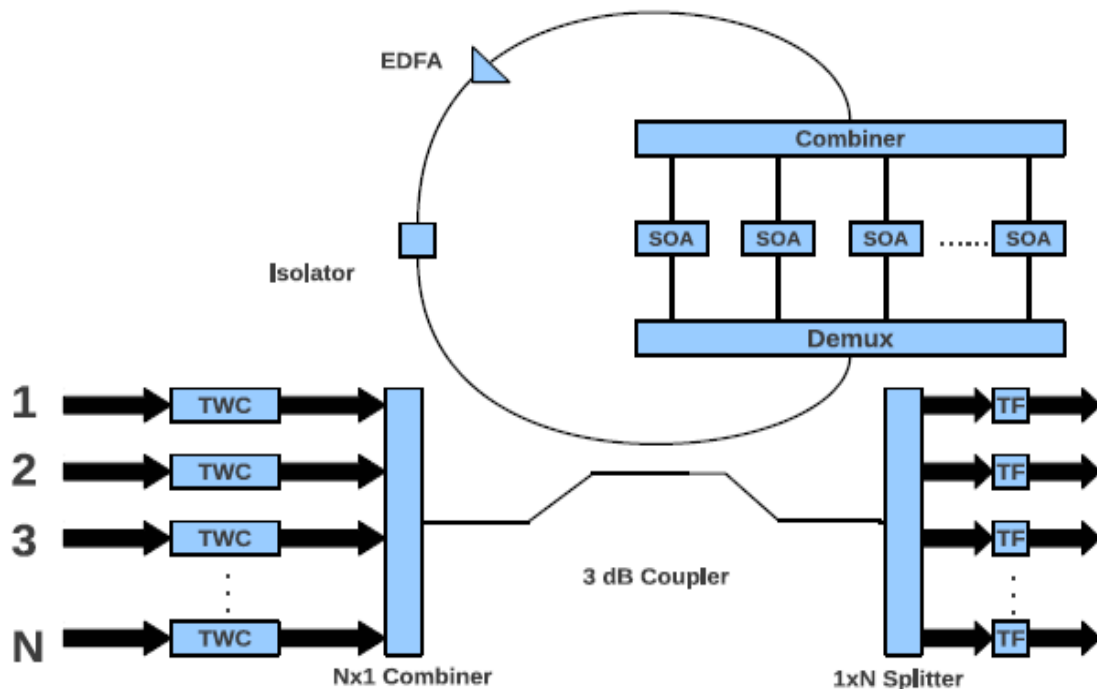 EDFA
Combiner
SOA SOA SOA ...... SOA
Isolator
Demux
1 TWC TF
2 TWC TF
3 TWC TF
3 dB Coupler
N TWC TF
Nx1 Combiner 1xN Splitter